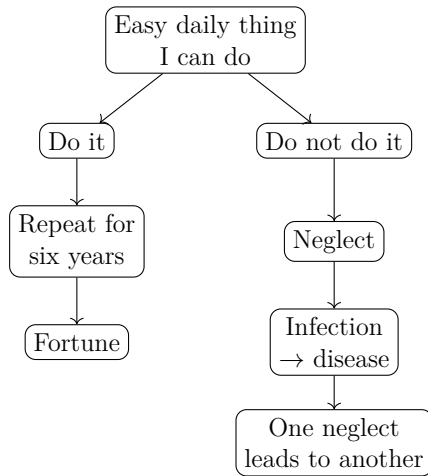 Easy daily thing
I can do
Do it
Do not do it
Repeat for
six years
Neglect
Fortune
Infection
→ disease
One neglect
leads to another